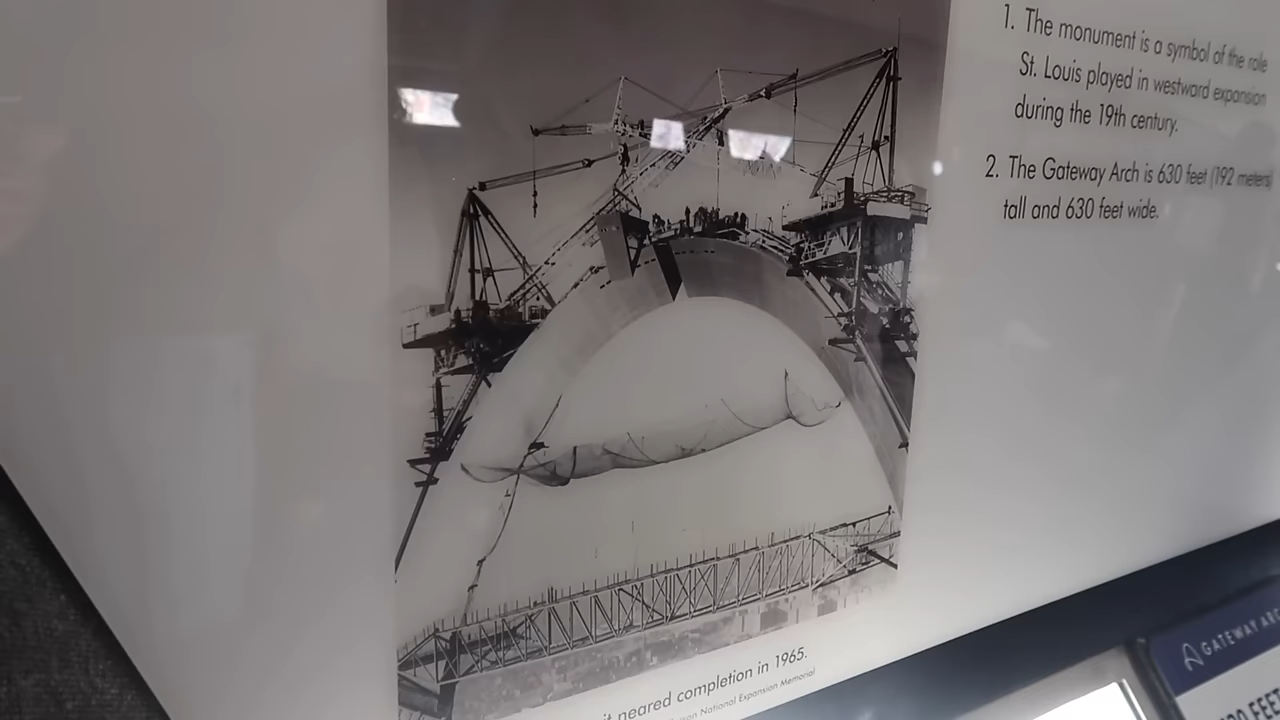 1. The monument is a symbol of the role
St. Louis played in westward expansion
during the 19th century.
2. The Gateway Arch is 630 feet (192 meters)
tall and 630 feet wide.
it neared completion in 1965.
National Expansion Memorial
GATEWAY